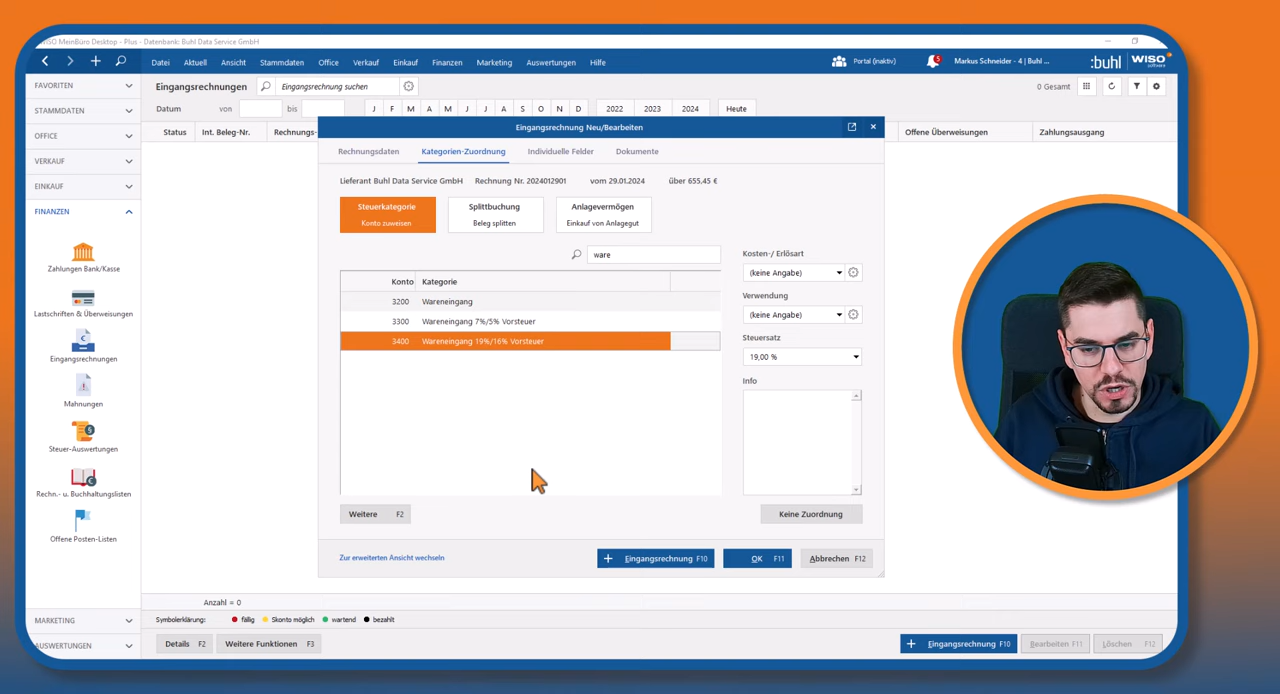 WISO MeinBüro Desktop - Plus - Datenbank: Buhl Data Service GmbH
Datei Aktuell Ansicht Stammdaten Office Verkauf Einkauf Finanzen Marketing Auswertungen Hilfe
Portal (inaktiv)
5
Markus Schneider - 4 | Buhl ...
:buhl WISO
software
FAVORITEN
STAMMDATEN
OFFICE
VERKAUF
EINKAUF
FINANZEN
Zahlungen Bank/Kasse
Lastschriften & Überweisungen
Eingangsrechnungen
Mahnungen
Steuer-Auswertungen
Rechn.- u. Buchhaltungslisten
Offene Posten-Listen
MARKETING
AUSWERTUNGEN
Eingangsrechnungen
Eingangsrechnung suchen
0 Gesamt
Datum von bis J F M A M J J A S O N D 2022 2023 2024 Heute
Status Int. Beleg-Nr. Rechnungs- Offene Überweisungen Zahlungsausgang
Eingangsrechnung Neu/Bearbeiten
Rechnungsdaten Kategorien-Zuordnung Individuelle Felder Dokumente
Lieferant Buhl Data Service GmbH Rechnung Nr. 2024012901 vom 29.01.2024 über 655.45 €
Steuerkategorie
Konto zuweisen
Splittbuchung
Beleg splitten
Anlagevermögen
Einkauf von Anlagegut
ware
Konto Kategorie
3200 Wareneingang
3300 Wareneingang 7%/5% Vorsteuer
3400 Wareneingang 19%/16% Vorsteuer
Kosten-/ Erlösart
(keine Angabe)
Verwendung
(keine Angabe)
Steuersatz
19,00 %
Info
Weitere F2
Keine Zuordnung
Zur erweiterten Ansicht wechseln
+ Eingangsrechnung F10
OK F11
Abbrechen F12
Anzahl = 0
Symbolerklärung: fällig Skonto möglich wartend bezahlt
Details F2 Weitere Funktionen F3
+ Eingangsrechnung F10 Bearbeiten F11 Löschen F12